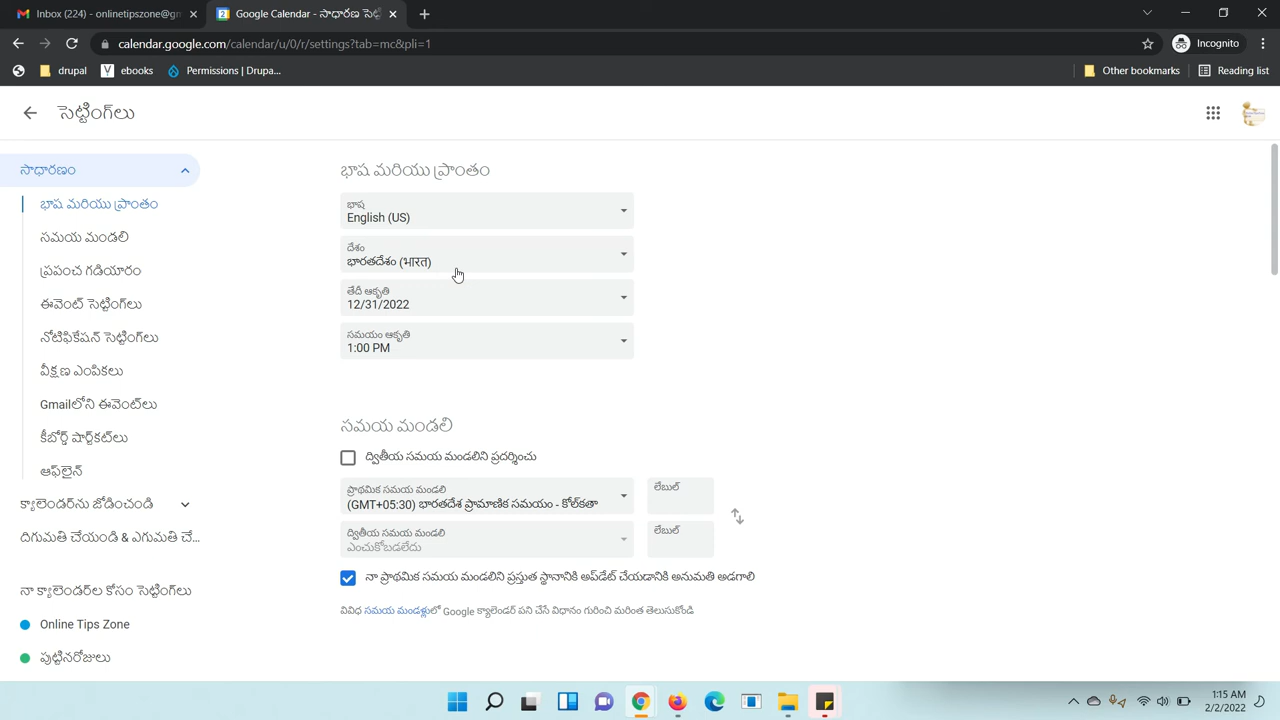 Inbox (224) - onlinetipszone@gm
Google Calendar - సాధారణ సెట్టి
calendar.google.com/calendar/u/0/r/settings?tab=mc&pli=1
Incognito
drupal
ebooks
Permissions | Drupa...
Other bookmarks
Reading list
సెట్టింగ్‌లు
సాధారణం
భాష మరియు ప్రాంతం
సమయ మండలి
ప్రపంచ గడియారం
ఈవెంట్ సెట్టింగ్‌లు
నోటిఫికేషన్ సెట్టింగ్‌లు
వీక్షణ ఎంపికలు
Gmailలోని ఈవెంట్‌లు
కీబోర్డ్ షార్ట్‌కట్‌లు
ఆఫ్‌లైన్
క్యాలెండర్‌ను జోడించండి
దిగుమతి చేయండి & ఎగుమతి చే...
నా క్యాలెండర్‌ల కోసం సెట్టింగ్‌లు
Online Tips Zone
పుట్టినరోజులు
భాష మరియు ప్రాంతం
భాష
English (US)
దేశం
భారతదేశం (भारत)
తేదీ ఆకృతి
12/31/2022
సమయం ఆకృతి
1:00 PM
సమయ మండలి
ద్వితీయ సమయ మండలిని ప్రదర్శించు
ప్రాథమిక సమయ మండలి
(GMT+05:30) భారతదేశ ప్రామాణిక సమయం - కోల్‌కతా
లేబుల్
ద్వితీయ సమయ మండలి
ఎంచుకోబడలేదు
లేబుల్
నా ప్రాథమిక సమయ మండలిని ప్రస్తుత స్థానానికి అప్‌డేట్ చేయడానికి అనుమతి అడగాలి
వివిధ సమయ మండళ్లలో Google క్యాలెండర్ పని చేసే విధానం గురించి మరింత తెలుసుకోండి
1:15 AM
2/2/2022